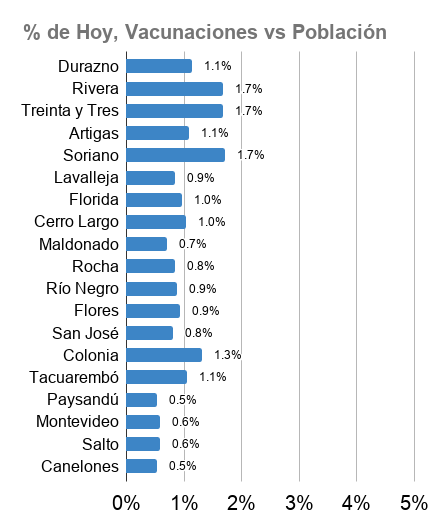 % de Hoy, Vacunaciones vs Población
Durazno 1.1%
Rivera 1.7%
Treinta y Tres 1.7%
Artigas 1.1%
Soriano 1.7%
Lavalleja 0.9%
Florida 1.0%
Cerro Largo 1.0%
Maldonado 0.7%
Rocha 0.8%
Río Negro 0.9%
Flores 0.9%
San José 0.8%
Colonia 1.3%
Tacuarembó 1.1%
Paysandú 0.5%
Montevideo 0.6%
Salto 0.6%
Canelones 0.5%
0% 1% 2% 3% 4% 5%